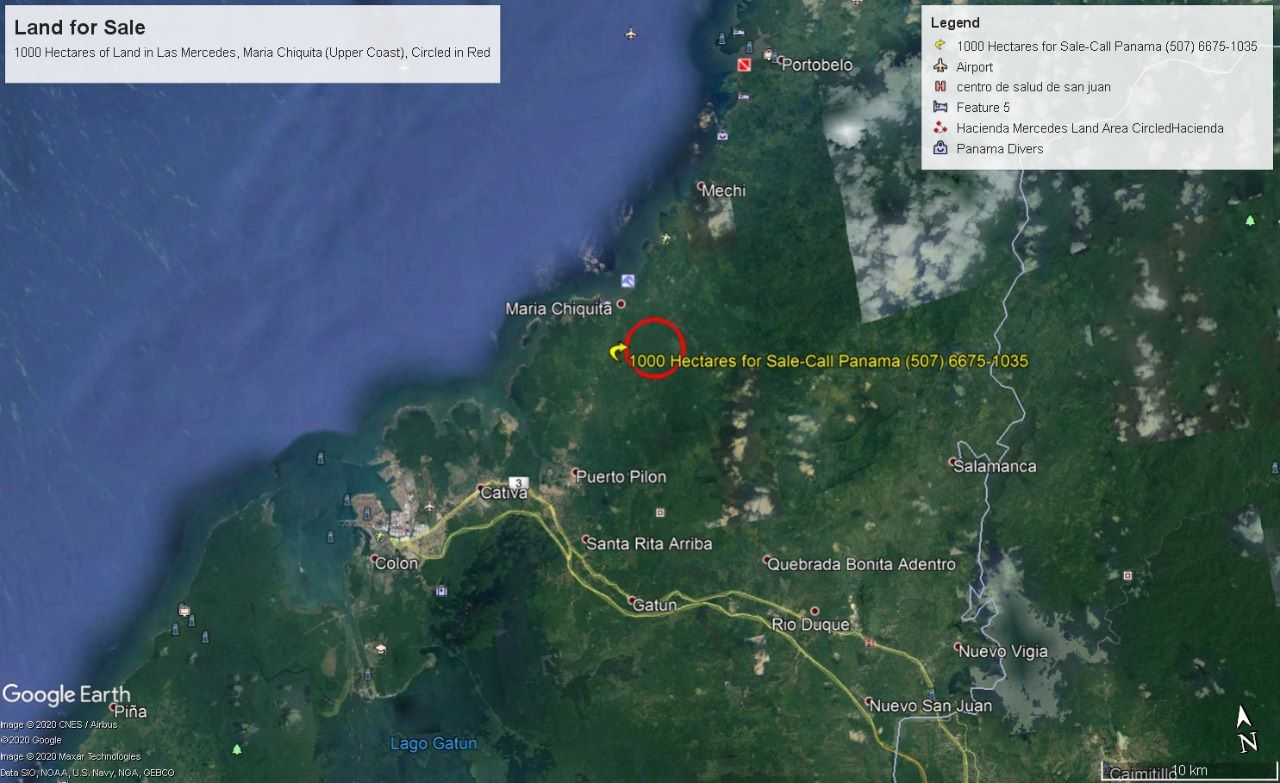 Land for Sale
1000 Hectares of Land in Las Mercedes, Maria Chiquita (Upper Coast), Circled in Red
Legend
1000 Hectares for Sale-Call Panama (507) 6675-1035
Airport
H centro de salud de san juan
Feature 5
Hacienda Mercedes Land Area CircledHacienda
Panama Divers
Portobelo
Mechi
Maria Chiquita
1000 Hectares for Sale-Call Panama (507) 6675-1035
Salamanca
Puerto Pilon
3
Cativa
Santa Rita Arriba
Colon
Quebrada Bonita Adentro
Gatun
Rio Duque
H
Nuevo Vigia
Google Earth
Piña
Nuevo San Juan
Image © 2020 CNES / Airbus
©2020 Google
Lago Gatun
N
Image © 2020 Maxar Technologies
Data SIO, NOAA, U.S. Navy, NGA, GEBCO
Caimitillo
10 km